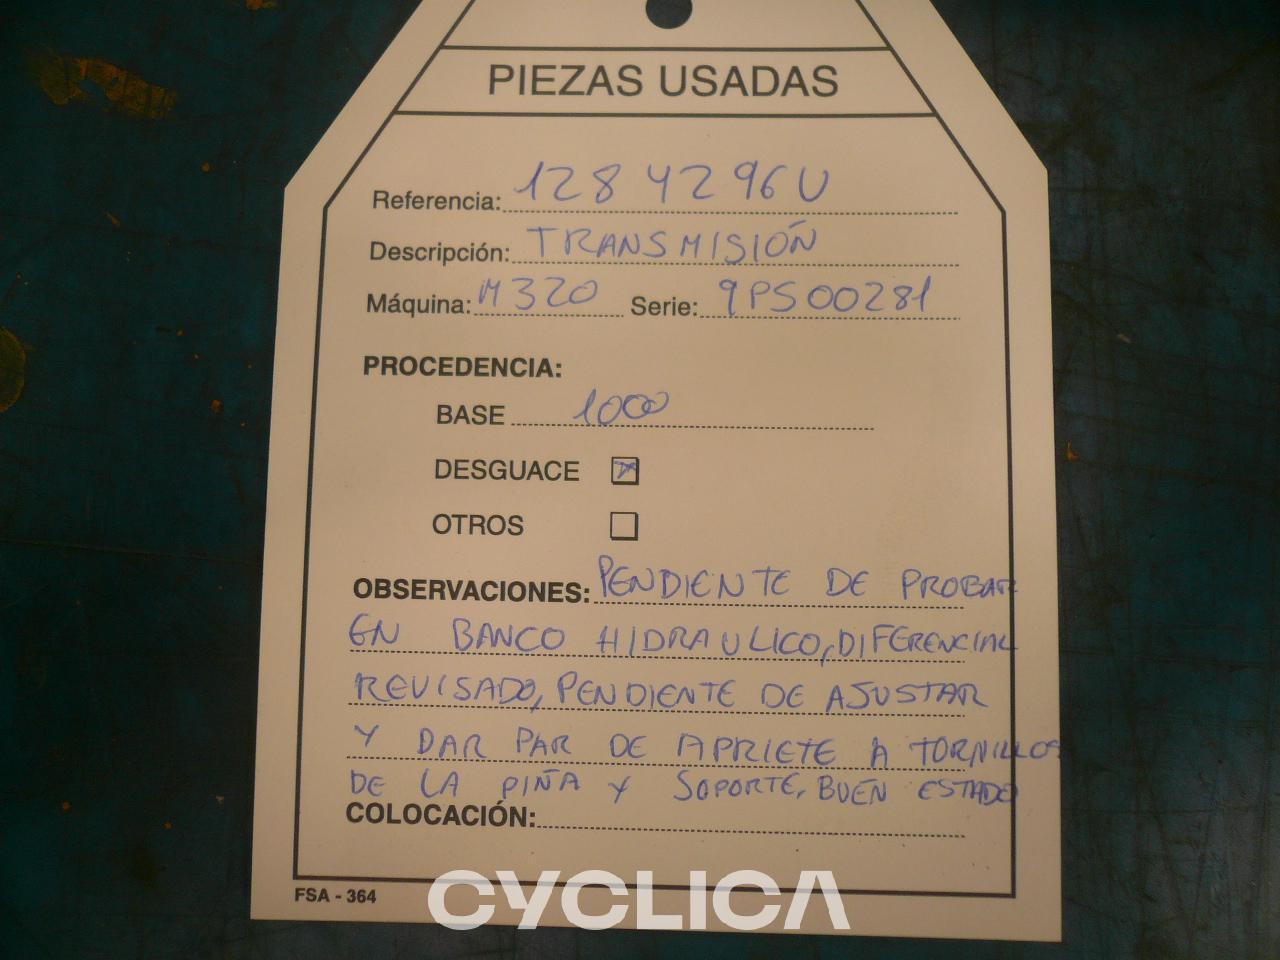 PIEZAS USADAS
Referencia: 1284296U
Descripción: TRANSMISIÓN
Máquina: M320 Serie: 9PS00281
PROCEDENCIA:
BASE 1000
DESGUACE
OTROS
OBSERVACIONES: PENDIENTE DE PROBAR
EN BANCO HIDRAULICO, DIFERENCIAL
REVISADO, PENDIENTE DE AJUSTAR
Y DAR PAR DE APRIETE A TORNILLOS
DE LA PIÑA Y SOPORTE, BUEN ESTADO
COLOCACIÓN:
FSA - 364
CYCLICA